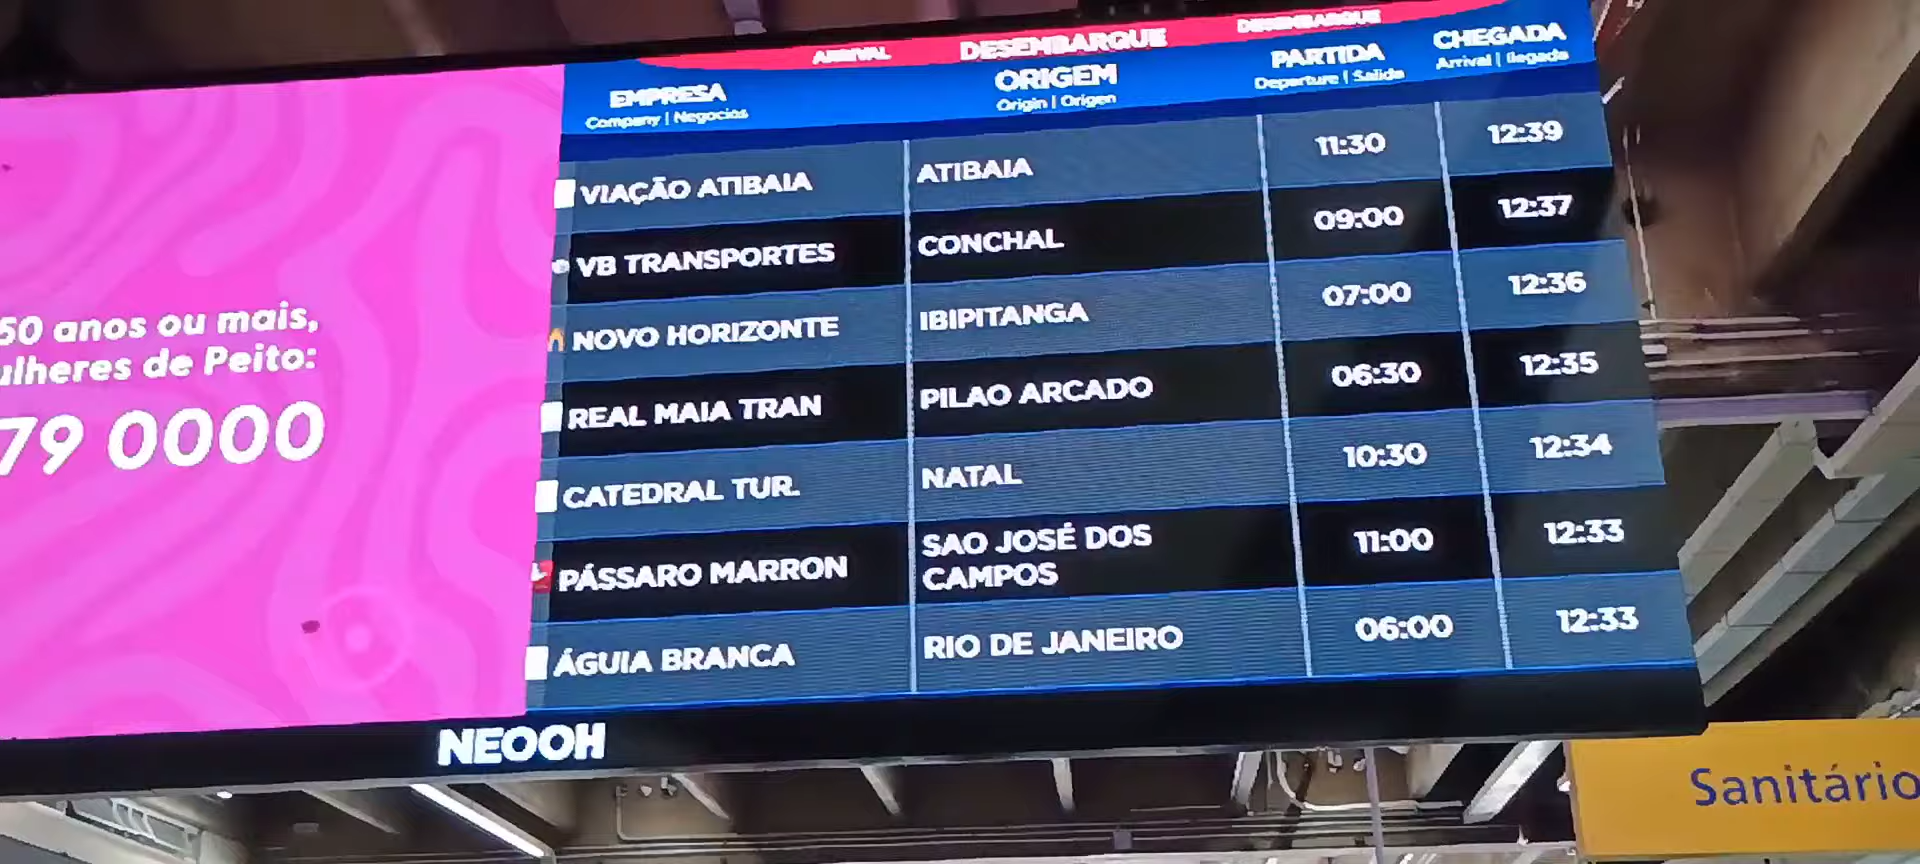 50 anos ou mais,
ulheres de Peito:
79 0000
ARRIVAL DESEMBARQUE DESEMBARQUE
EMPRESA ORIGEM PARTIDA CHEGADA
Company | Negocios Origin | Origen Departure | Salida Arrival | llegada
VIAÇÃO ATIBAIA ATIBAIA 11:30 12:39
VB TRANSPORTES CONCHAL 09:00 12:37
NOVO HORIZONTE IBIPITANGA 07:00 12:36
REAL MAIA TRAN PILAO ARCADO 06:30 12:35
CATEDRAL TUR. NATAL 10:30 12:34
PÁSSARO MARRON SAO JOSÉ DOS CAMPOS 11:00 12:33
ÁGUIA BRANCA RIO DE JANEIRO 06:00 12:33
NEOOH
Sanitário